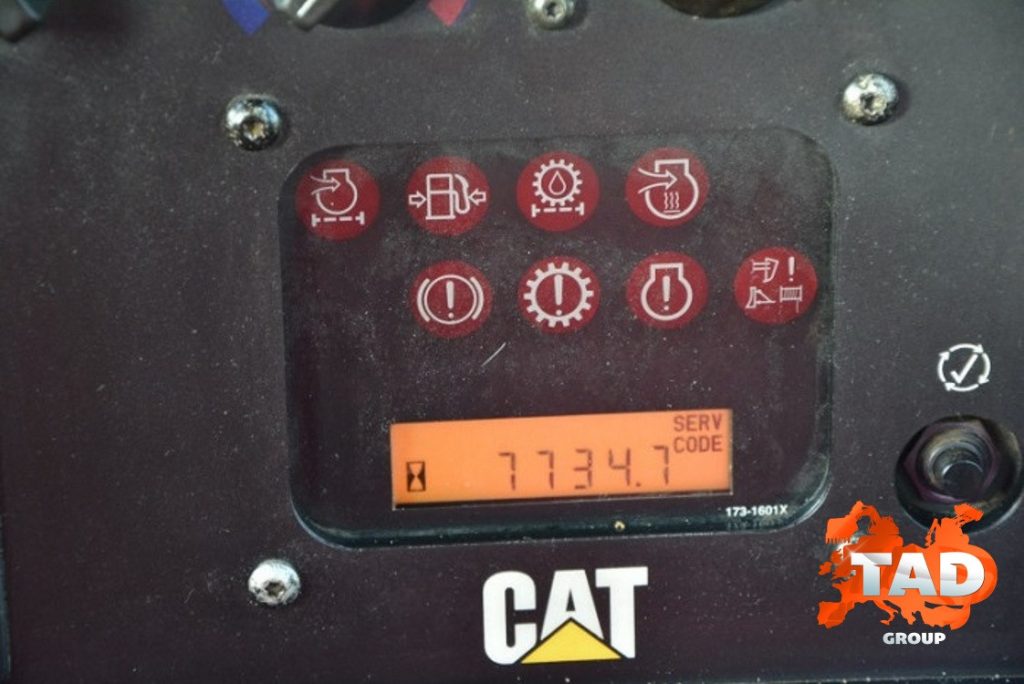 SERV
CODE
7734.7
173-1601X
CAT
TAD
GROUP